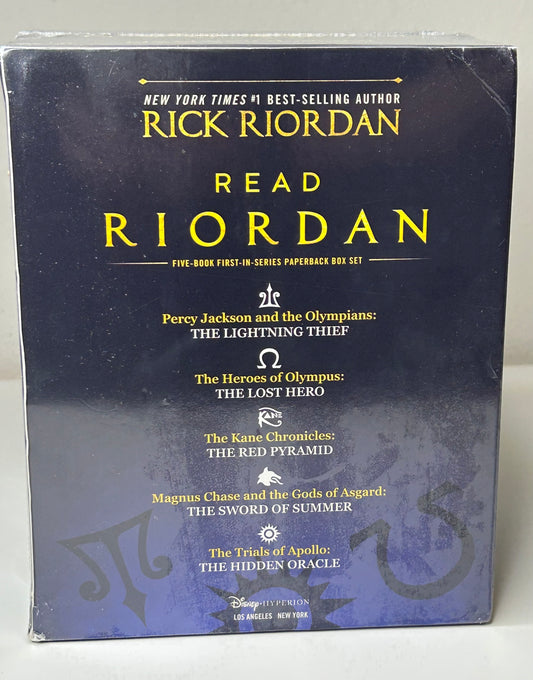 NEW YORK TIMES #1 BEST-SELLING AUTHOR
RICK RIORDAN
READ
RIORDAN
FIVE-BOOK FIRST-IN-SERIES PAPERBACK BOX SET
Percy Jackson and the Olympians:
THE LIGHTNING THIEF
The Heroes of Olympus:
THE LOST HERO
KANE
The Kane Chronicles:
THE RED PYRAMID
Magnus Chase and the Gods of Asgard:
THE SWORD OF SUMMER
The Trials of Apollo:
THE HIDDEN ORACLE
Disney • HYPERION
LOS ANGELES NEW YORK